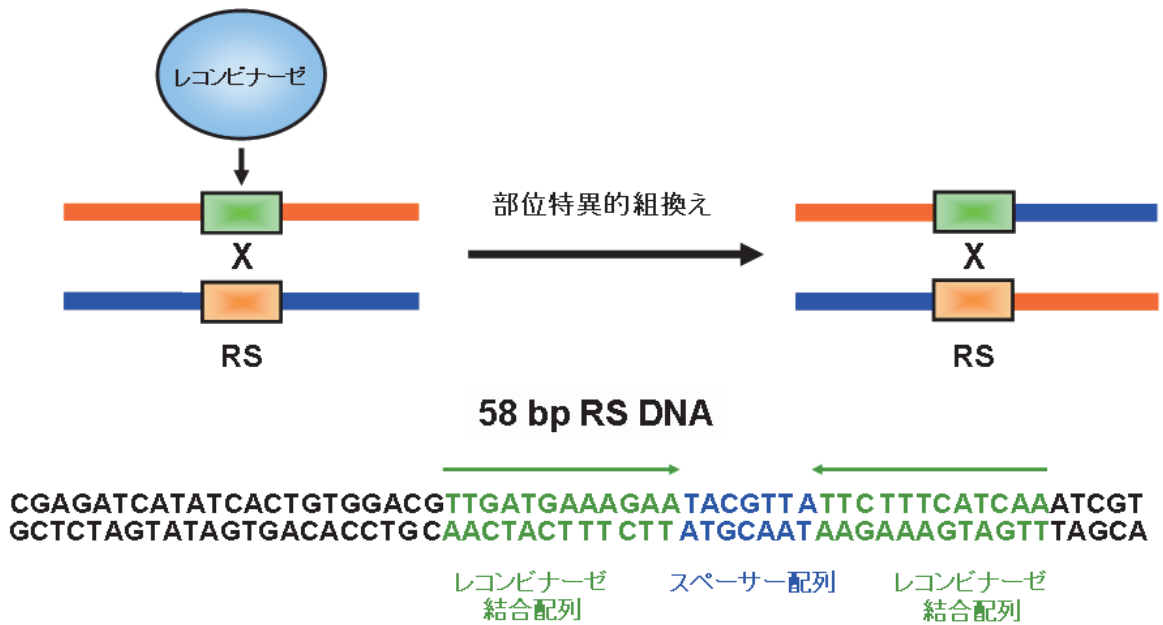 レコンビナーゼ
部位特異的組換え
X
X
RS
RS
58 bp RS DNA
CGAGATCATATCACTGTGGACGTTGATGAAAGAATACGTTATTCTTTCATCAAATCGT
GCTCTAGTATAGTGACACCTGCAACTACTTTCTTATGCAATAAGAAAGTAGTTTAGCA
レコンビナーゼ
結合配列
スペーサー配列
レコンビナーゼ
結合配列